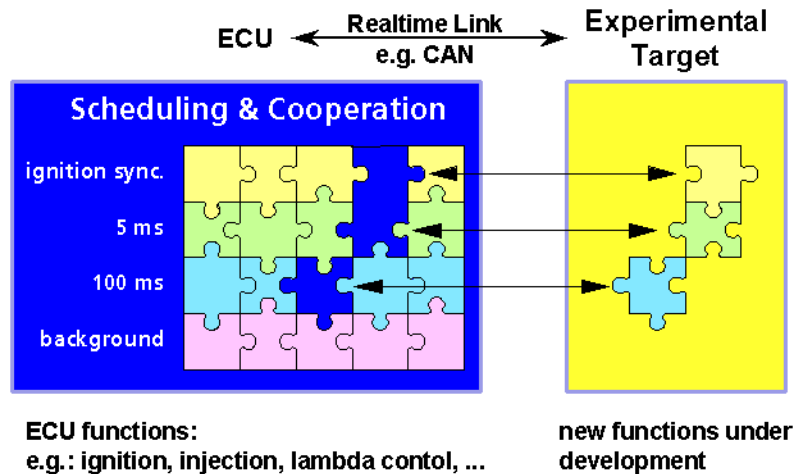 ECU
Realtime Link
e.g. CAN
Experimental
Target
Scheduling & Cooperation
ignition sync.
5 ms
100 ms
background
ECU functions:
e.g.: ignition, injection, lambda contol, ...
new functions under
development